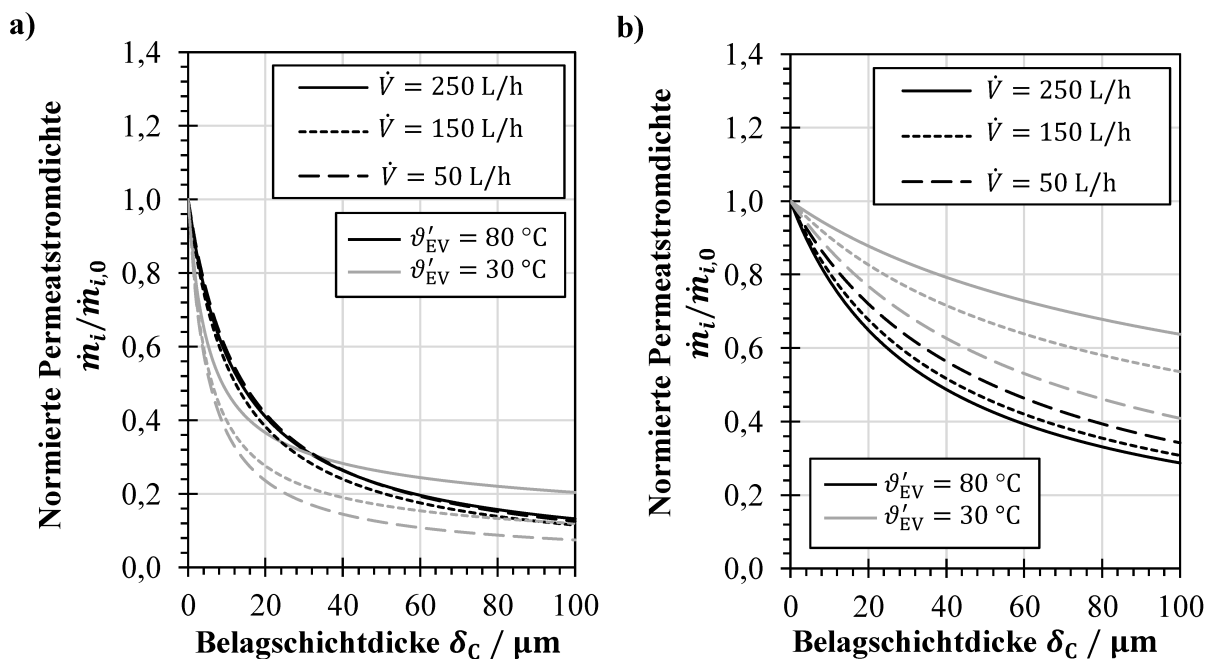 a)
Normierte Permeatstromdichte
ṁᵢ/ṁᵢ,₀
1,4
1,2
1,0
0,8
0,6
0,4
0,2
0,0
V̇ = 250 L/h
V̇ = 150 L/h
V̇ = 50 L/h
ϑ′EV = 80 °C
ϑ′EV = 30 °C
0 20 40 60 80 100
Belagschichtdicke δC / µm
b)
Normierte Permeatstromdichte
ṁᵢ/ṁᵢ,₀
1,4
1,2
1,0
0,8
0,6
0,4
0,2
0,0
V̇ = 250 L/h
V̇ = 150 L/h
V̇ = 50 L/h
ϑ′EV = 80 °C
ϑ′EV = 30 °C
0 20 40 60 80 100
Belagschichtdicke δC / µm